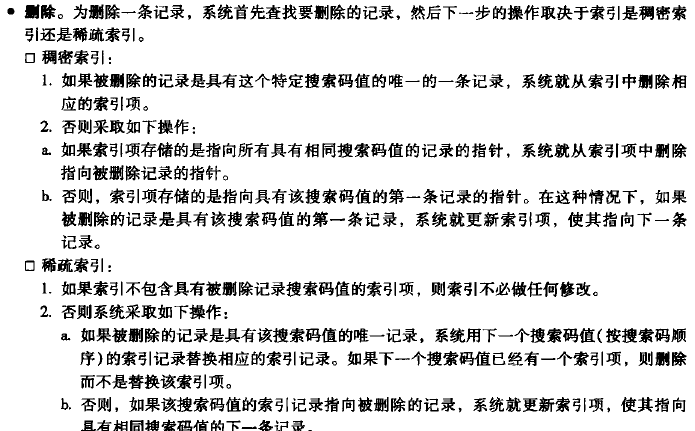 ● 删除。为删除一条记录，系统首先查找要删除的记录，然后下一步的操作取决于索引是稠密索
引还是稀疏索引。
□ 稠密索引：
1. 如果被删除的记录是具有这个特定搜索码值的唯一的一条记录，系统就从索引中删除相
应的索引项。
2. 否则采取如下操作：
a. 如果索引项存储的是指向所有具有相同搜索码值的记录的指针，系统就从索引项中删除
指向被删除记录的指针。
b. 否则，索引项存储的是指向具有该搜索码值的第一条记录的指针。在这种情况下，如果
被删除的记录是具有该搜索码值的第一条记录，系统就更新索引项，使其指向下一条
记录。
□ 稀疏索引：
1. 如果索引不包含具有被删除记录搜索码值的索引项，则索引不必做任何修改。
2. 否则系统采取如下操作：
a. 如果被删除的记录是具有该搜索码值的唯一记录，系统用下一个搜索码值(按搜索码顺
序)的索引记录替换相应的索引记录。如果下一个搜索码值已经有一个索引项，则删除
而不是替换该索引项。
b. 否则，如果该搜索码值的索引记录指向被删除的记录，系统就更新索引项，使其指向
具有相同搜索码值的下一条记录。